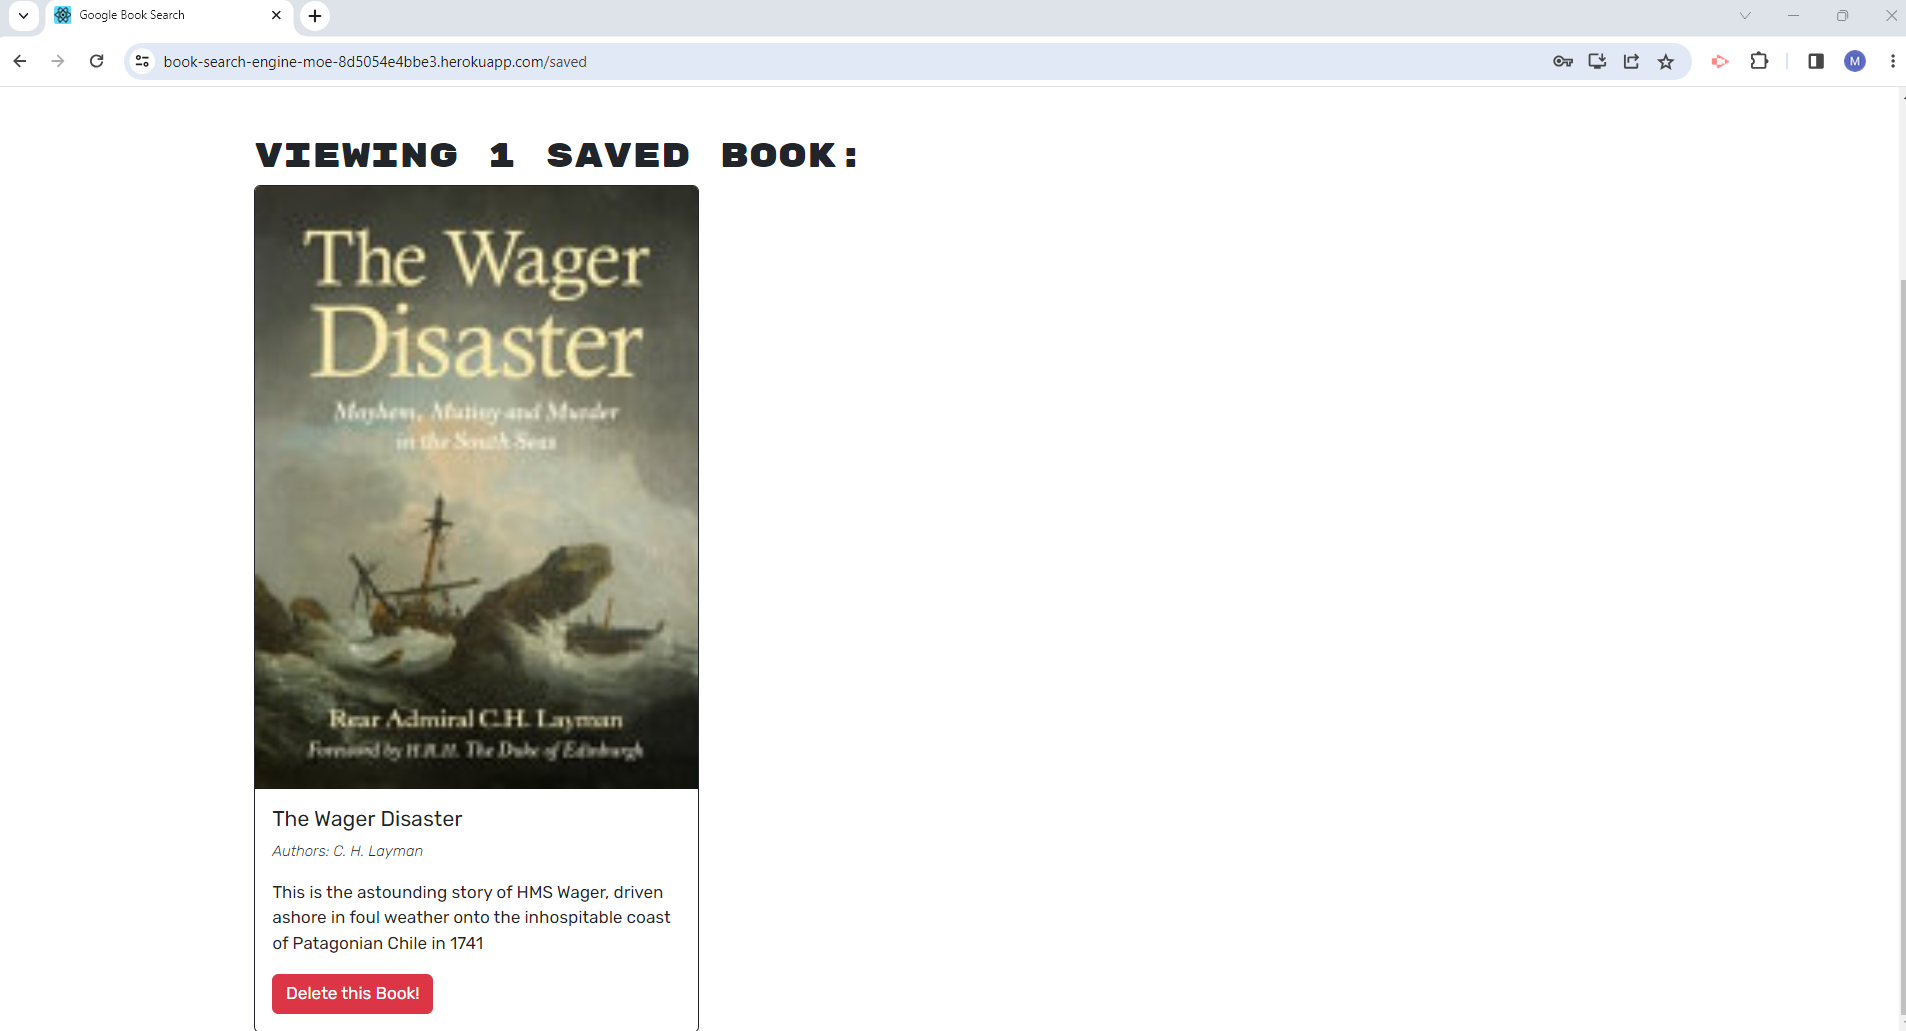 Google Book Search
book-search-engine-moe-8d5054e4bbe3.herokuapp.com/saved
M
VIEWING 1 SAVED BOOK:
The Wager
Disaster
Mayhem, Mutiny and Murder
in the South Seas
Rear Admiral C.H. Layman
Foreword by H.R.H. The Duke of Edinburgh
The Wager Disaster
Authors: C. H. Layman
This is the astounding story of HMS Wager, driven
ashore in foul weather onto the inhospitable coast
of Patagonian Chile in 1741
Delete this Book!